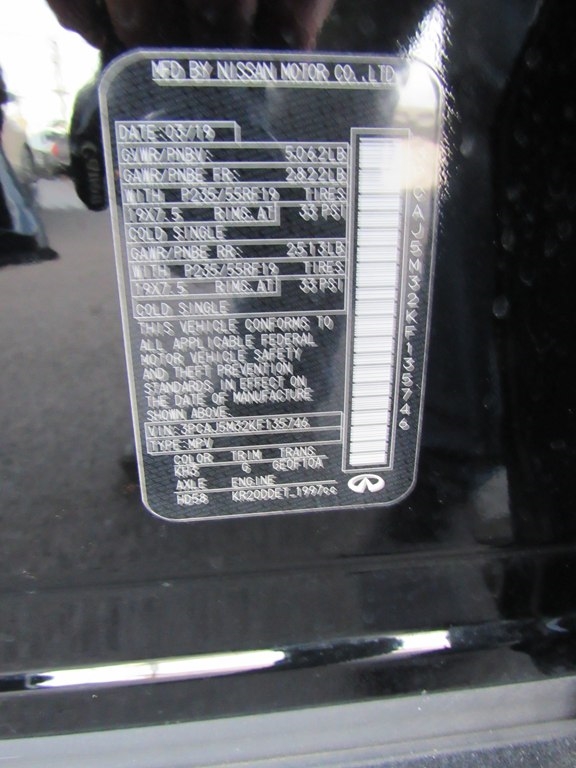 MFD BY NISSAN MOTOR CO., LTD.
DATE: 03/19
GVWR/PNBV: 5062LB
GAWR/PNBE FR: 2822LB
WITH P235/55RF19 TIRES
19X7.5 RIMS AT 33 PSI
COLD SINGLE
GAWR/PNBE RR: 2513LB
WITH P235/55RF19 TIRES
19X7.5 RIMS AT 33 PSI
COLD SINGLE
THIS VEHICLE CONFORMS TO
ALL APPLICABLE FEDERAL
MOTOR VEHICLE SAFETY
AND THEFT PREVENTION
STANDARDS IN EFFECT ON
THE DATE OF MANUFACTURE
SHOWN ABOVE.
VIN: 3PCAJ5M32KF135746
TYPE: MPV
COLOR TRIM TRANS
KH3 G GE0F10A
AXLE ENGINE
HD58 KR20DDET 1997cc
CAJ5M32KF135746